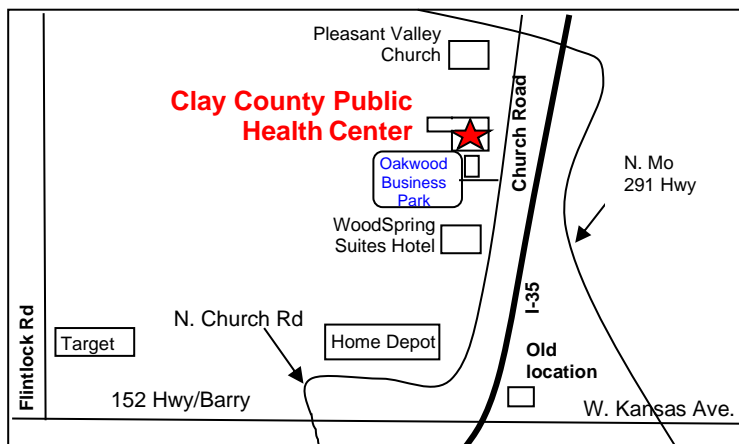 Pleasant Valley
Church
Clay County Public
Health Center
Church Road
Oakwood
Business
Park
N. Mo
291 Hwy
WoodSpring
Suites Hotel
I-35
Flintlock Rd
N. Church Rd
Target
Home Depot
Old
location
152 Hwy/Barry
W. Kansas Ave.